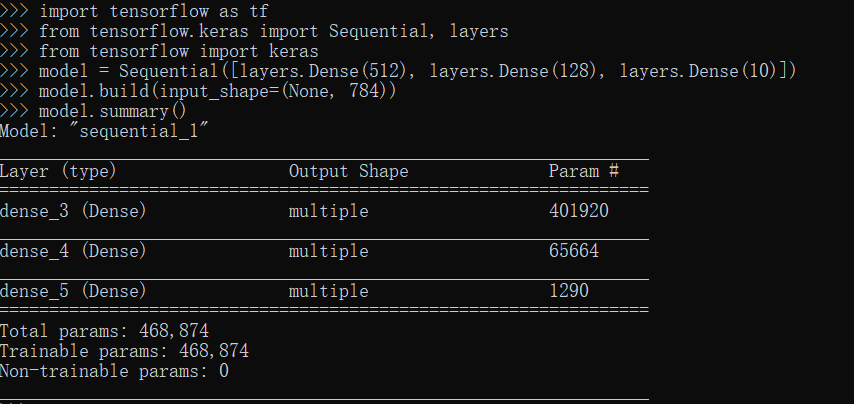 >>> import tensorflow as tf
>>> from tensorflow.keras import Sequential, layers
>>> from tensorflow import keras
>>> model = Sequential([layers.Dense(512), layers.Dense(128), layers.Dense(10)])
>>> model.build(input_shape=(None, 784))
>>> model.summary()
Model: "sequential_1"
_________________________________________________________________
Layer (type)                 Output Shape              Param #
=================================================================
dense_3 (Dense)              multiple                  401920
_________________________________________________________________
dense_4 (Dense)              multiple                  65664
_________________________________________________________________
dense_5 (Dense)              multiple                  1290
=================================================================
Total params: 468,874
Trainable params: 468,874
Non-trainable params: 0
_________________________________________________________________